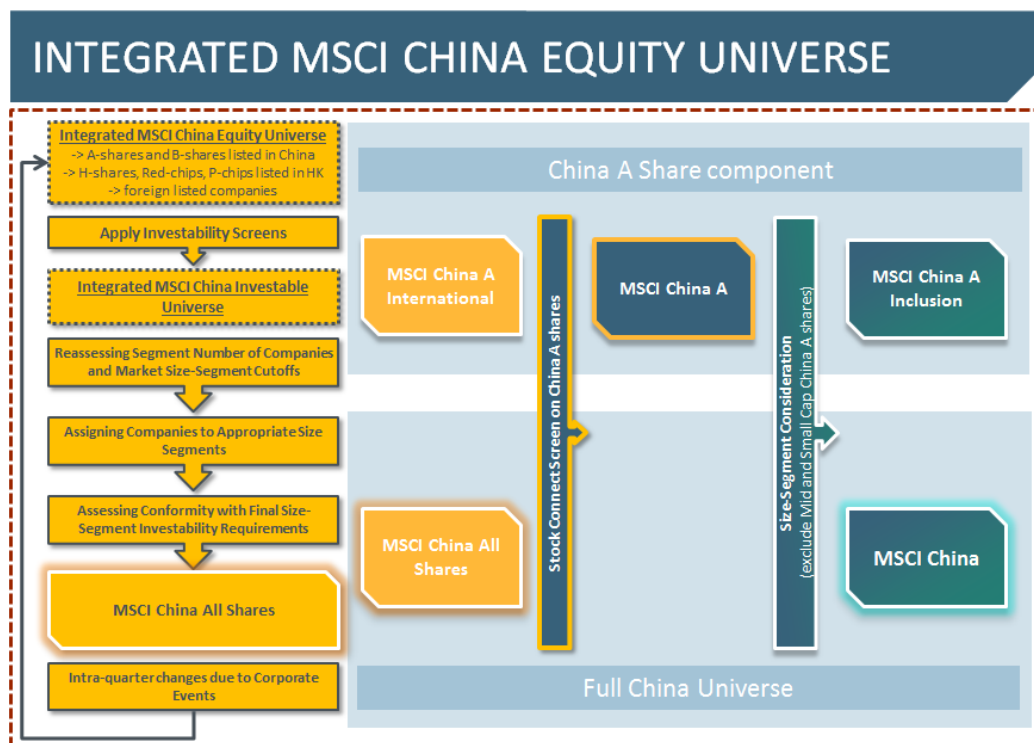 INTEGRATED MSCI CHINA EQUITY UNIVERSE
Integrated MSCI China Equity Universe
-> A-shares and B-shares listed in China
-> H-shares, Red-chips, P-chips listed in HK
-> foreign listed companies
Apply Investability Screens
Integrated MSCI China Investable
Universe
Reassessing Segment Number of Companies
and Market Size-Segment Cutoffs
Assigning Companies to Appropriate Size
Segments
Assessing Conformity with Final Size-
Segment Investability Requirements
MSCI China All Shares
Intra-quarter changes due to Corporate
Events
China A Share component
MSCI China A
International
Stock Connect Screen on China A shares
MSCI China A
Size-Segment Consideration
(exclude Mid and Small Cap China A shares)
MSCI China A
Inclusion
MSCI China All
Shares
MSCI China
Full China Universe